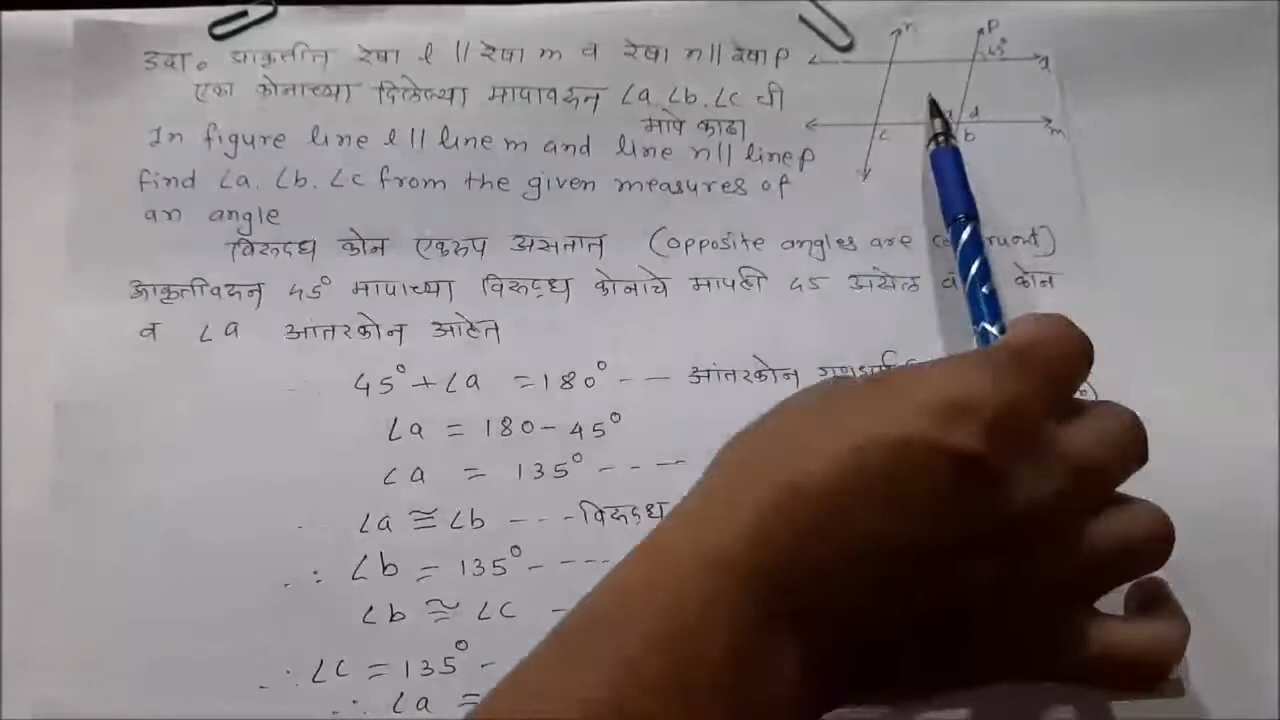 उदा. आकृतीत रेषा l || रेषा m व रेषा n || रेषा p
एका कोनाच्या दिलेल्या मापावरून ∠a. ∠b. ∠c ची
मापे काढा
In figure line l || line m and line n || line p
find ∠a. ∠b. ∠c from the given measures of
an angle
विरुद्ध कोन एकरुप असतात (opposite angles are
आकृतीवरून 45° मापाच्या विरुद्ध कोनाचे मापही 45 असेल व कोन
व ∠a आंतरकोन आहेत
45° + ∠a = 180° - - आंतरकोन
∠a = 180 - 45°
∠a = 135° - - - -
∠a ≅ ∠b - - - विरुद्ध
∴ ∠b = 135° - - - -
∠b ≅ ∠c -
∴ ∠c = 135° -
∴ ∠a =
n
p
45°
l
a
c
b
m